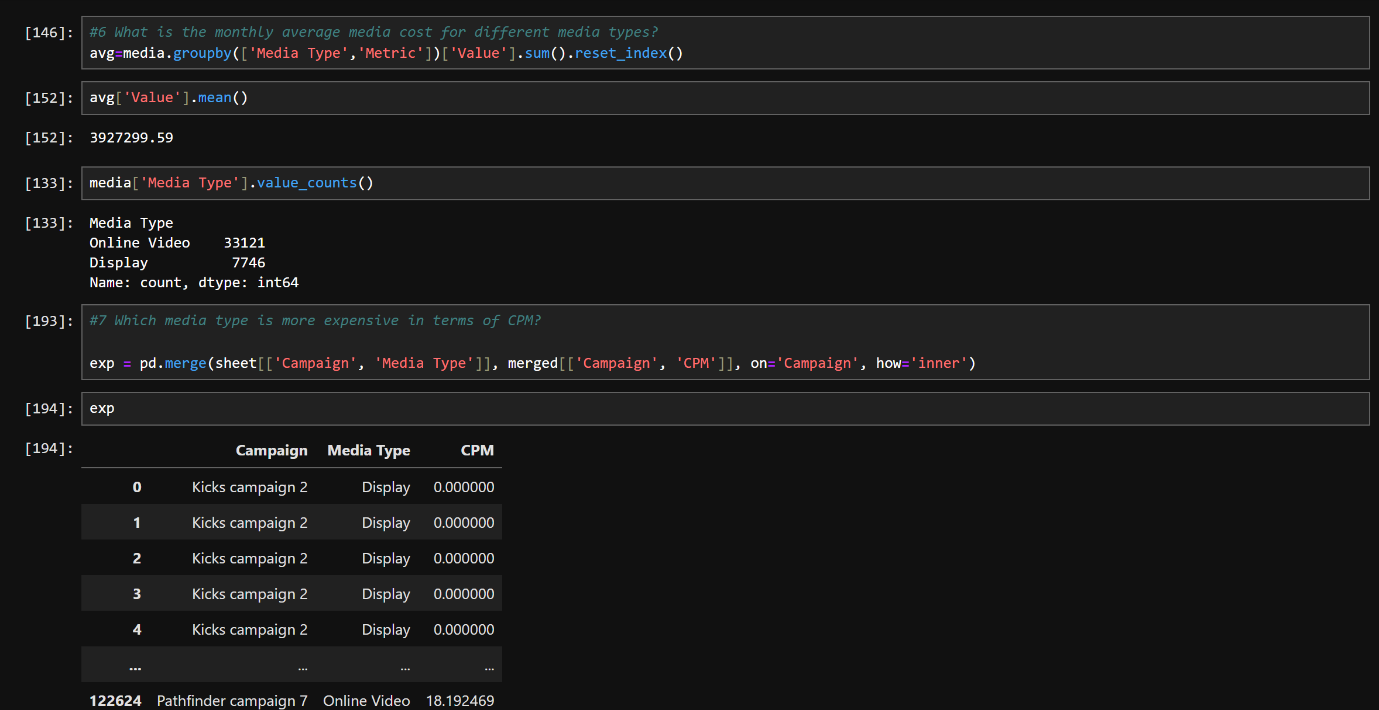 [146]: #6 What is the monthly average media cost for different media types?
avg=media.groupby(['Media Type','Metric'])['Value'].sum().reset_index()
[152]: avg['Value'].mean()
[152]: 3927299.59
[133]: media['Media Type'].value_counts()
[133]: Media Type
Online Video    33121
Display          7746
Name: count, dtype: int64
[193]: #7 Which media type is more expensive in terms of CPM?
exp = pd.merge(sheet[['Campaign', 'Media Type']], merged[['Campaign', 'CPM']], on='Campaign', how='inner')
[194]: exp
[194]:
Campaign Media Type CPM
0 Kicks campaign 2 Display 0.000000
1 Kicks campaign 2 Display 0.000000
2 Kicks campaign 2 Display 0.000000
3 Kicks campaign 2 Display 0.000000
4 Kicks campaign 2 Display 0.000000
... ... ... ...
122624 Pathfinder campaign 7 Online Video 18.192469